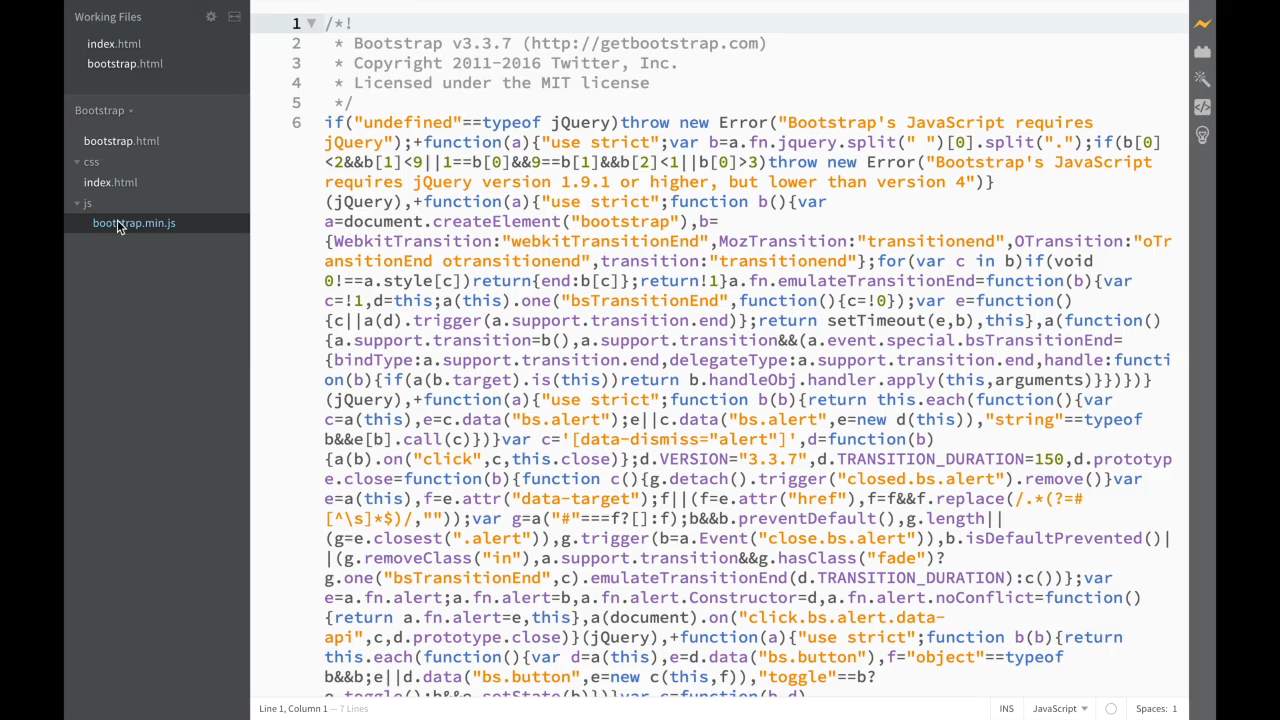 Working Files
index.html
bootstrap.html
Bootstrap
bootstrap.html
css
index.html
js
bootstrap.min.js
1 /*!
2  * Bootstrap v3.3.7 (http://getbootstrap.com)
3  * Copyright 2011-2016 Twitter, Inc.
4  * Licensed under the MIT license
5  */
6 if("undefined"==typeof jQuery)throw new Error("Bootstrap's JavaScript requires
jQuery");+function(a){"use strict";var b=a.fn.jquery.split(" ")[0].split(".");if(b[0]
<2&&b[1]<9||1==b[0]&&9==b[1]&&b[2]<1||b[0]>3)throw new Error("Bootstrap's JavaScript
requires jQuery version 1.9.1 or higher, but lower than version 4")}
(jQuery),+function(a){"use strict";function b(){var
a=document.createElement("bootstrap"),b=
{WebkitTransition:"webkitTransitionEnd",MozTransition:"transitionend",OTransition:"oTr
ansitionEnd otransitionend",transition:"transitionend"};for(var c in b)if(void
0!==a.style[c])return{end:b[c]};return!1}a.fn.emulateTransitionEnd=function(b){var
c=!1,d=this;a(this).one("bsTransitionEnd",function(){c=!0});var e=function()
{c||a(d).trigger(a.support.transition.end)};return setTimeout(e,b),this},a(function()
{a.support.transition=b(),a.support.transition&&(a.event.special.bsTransitionEnd=
{bindType:a.support.transition.end,delegateType:a.support.transition.end,handle:functi
on(b){if(a(b.target).is(this))return b.handleObj.handler.apply(this,arguments)}})})}
(jQuery),+function(a){"use strict";function b(b){return this.each(function(){var
c=a(this),e=c.data("bs.alert");e||c.data("bs.alert",e=new d(this)),"string"==typeof
b&&e[b].call(c)})}var c='[data-dismiss="alert"]',d=function(b)
{a(b).on("click",c,this.close)};d.VERSION="3.3.7",d.TRANSITION_DURATION=150,d.prototyp
e.close=function(b){function c(){g.detach().trigger("closed.bs.alert").remove()}var
e=a(this),f=e.attr("data-target");f||(f=e.attr("href"),f=f&&f.replace(/.*(?=#
[^\s]*$)/,""));var g=a("#"===f?[]:f);b&&b.preventDefault(),g.length||
(g=e.closest(".alert")),g.trigger(b=a.Event("close.bs.alert")),b.isDefaultPrevented()|
|(g.removeClass("in"),a.support.transition&&g.hasClass("fade")?
g.one("bsTransitionEnd",c).emulateTransitionEnd(d.TRANSITION_DURATION):c())};var
e=a.fn.alert;a.fn.alert=b,a.fn.alert.Constructor=d,a.fn.alert.noConflict=function()
{return a.fn.alert=e,this},a(document).on("click.bs.alert.data-
api",c,d.prototype.close)}(jQuery),+function(a){"use strict";function b(b){return
this.each(function(){var d=a(this),e=d.data("bs.button"),f="object"==typeof
b&&b;e||d.data("bs.button",e=new c(this,f)),"toggle"==b?
e.toggle():b&&e.setState(b)})}var c=function(b,d)
Line 1, Column 1 — 7 Lines
INS
JavaScript
Spaces: 1